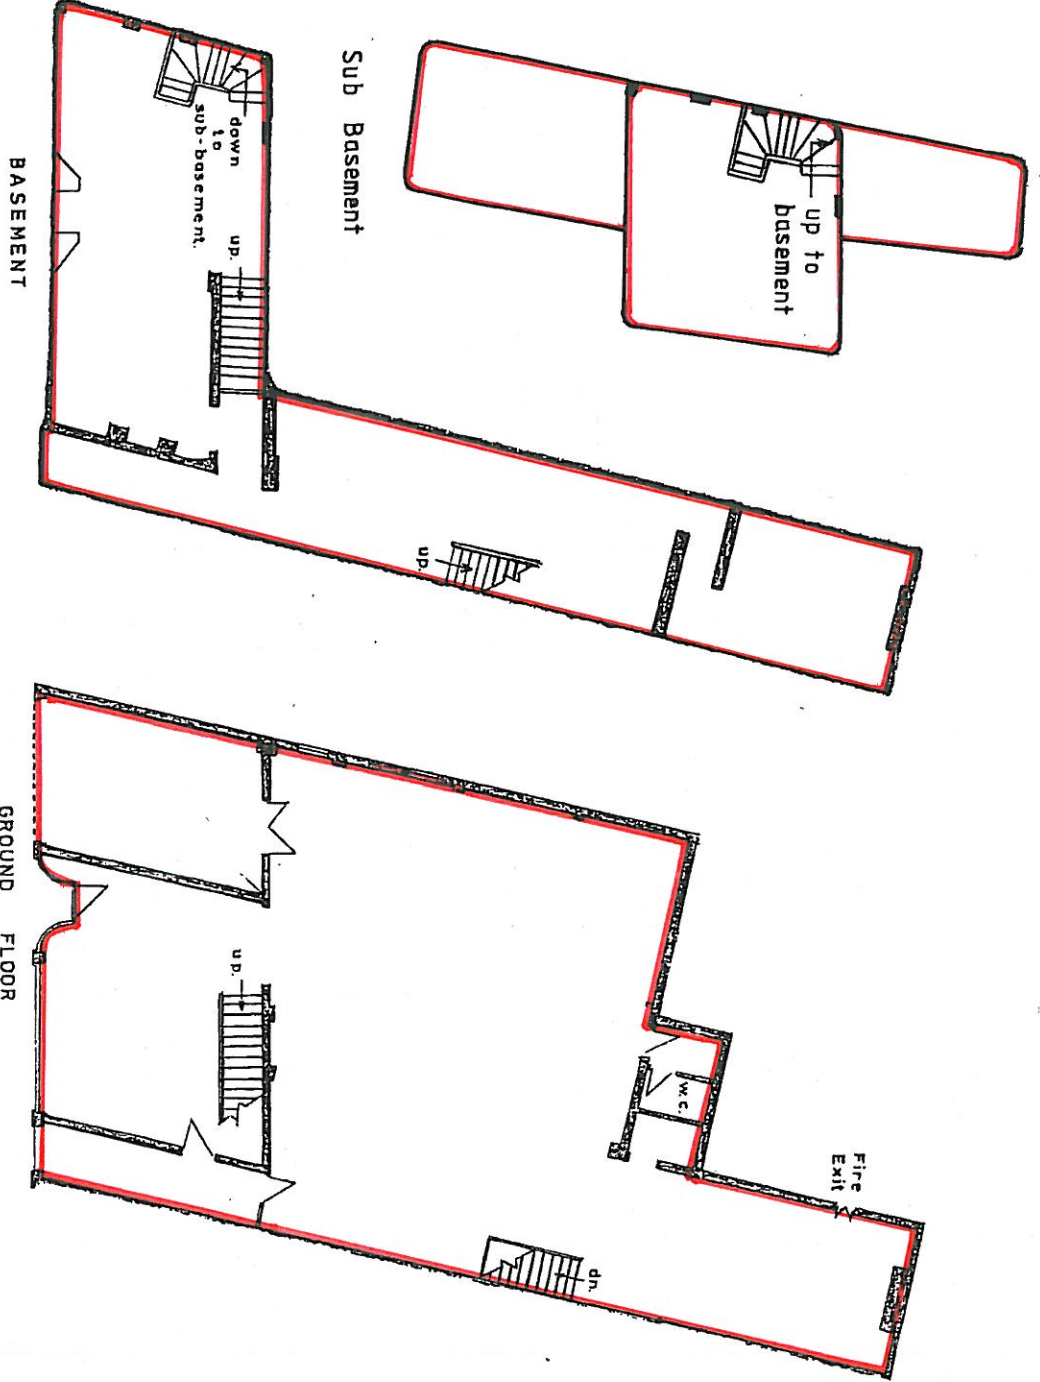 Sub Basement
up to
basement
down
to
sub-basement.
up.
up.
BASEMENT
Fire
Exit
w.c.
up.
dn.
GROUND FLOOR